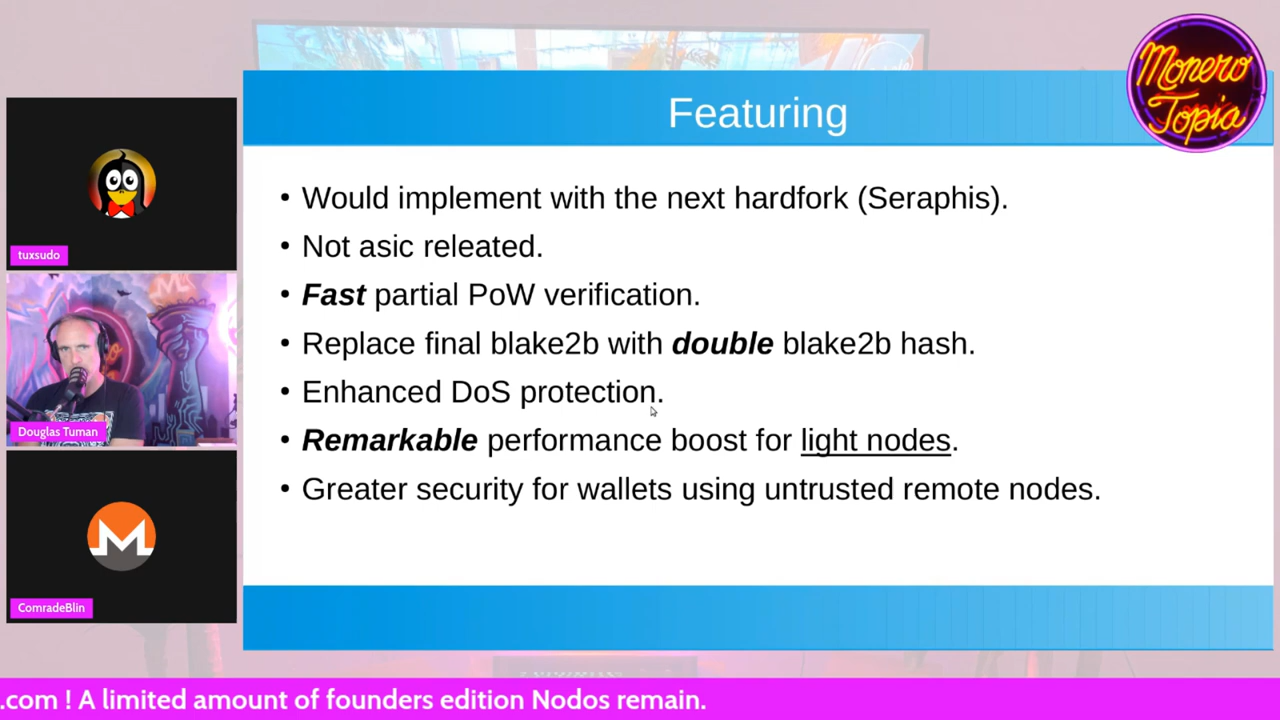 Monero
Topia
Featuring
• Would implement with the next hardfork (Seraphis).
• Not asic releated.
• Fast partial PoW verification.
• Replace final blake2b with double blake2b hash.
• Enhanced DoS protection.
• Remarkable performance boost for light nodes.
• Greater security for wallets using untrusted remote nodes.
tuxsudo
Douglas Tuman
ComradeBlin
.com ! A limited amount of founders edition Nodos remain.